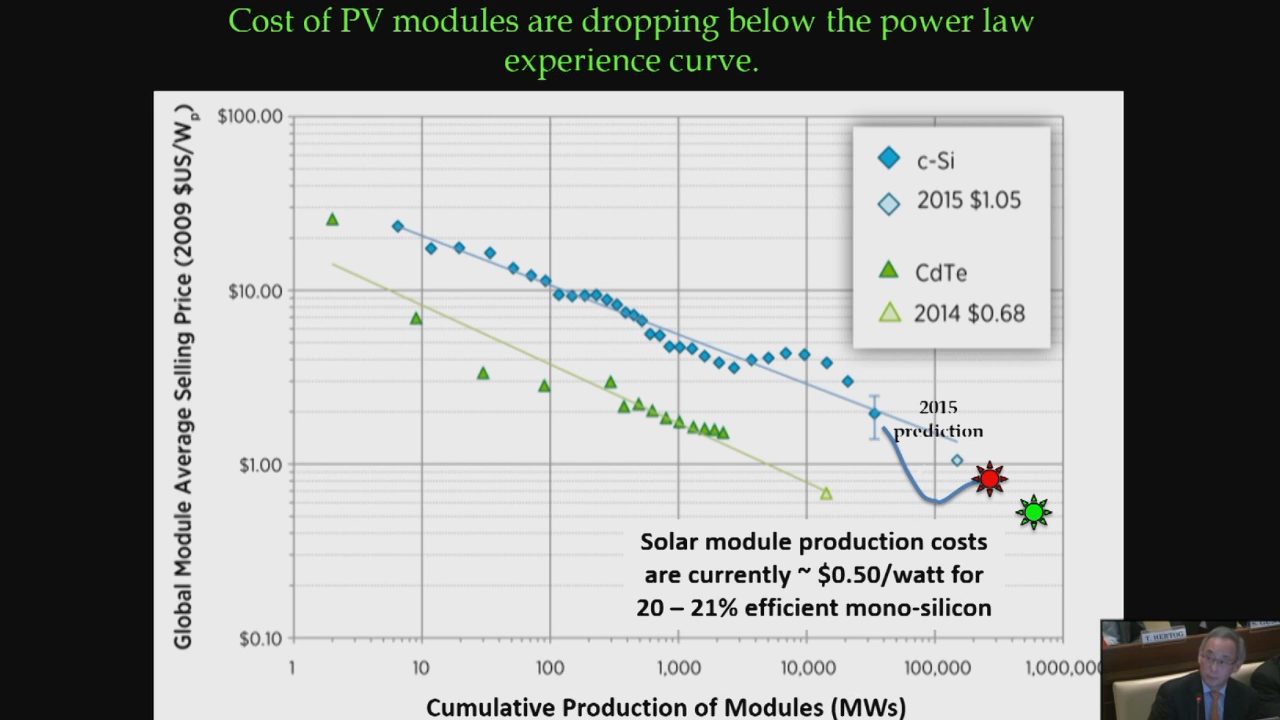 Cost of PV modules are dropping below the power law
experience curve.
Global Module Average Selling Price (2009 $US/Wp)
$100.00
$10.00
$1.00
$0.10
c-Si
2015 $1.05
CdTe
2014 $0.68
2015
prediction
Solar module production costs
are currently ~ $0.50/watt for
20 – 21% efficient mono-silicon
1
10
100
1,000
10,000
100,000
1,000,000
Cumulative Production of Modules (MWs)
T. HERTOG